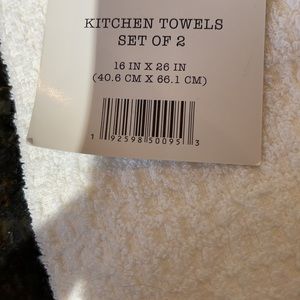 KITCHEN TOWELS
SET OF 2
16 IN X 26 IN
(40.6 CM X 66.1 CM)
1 92598 50095 3